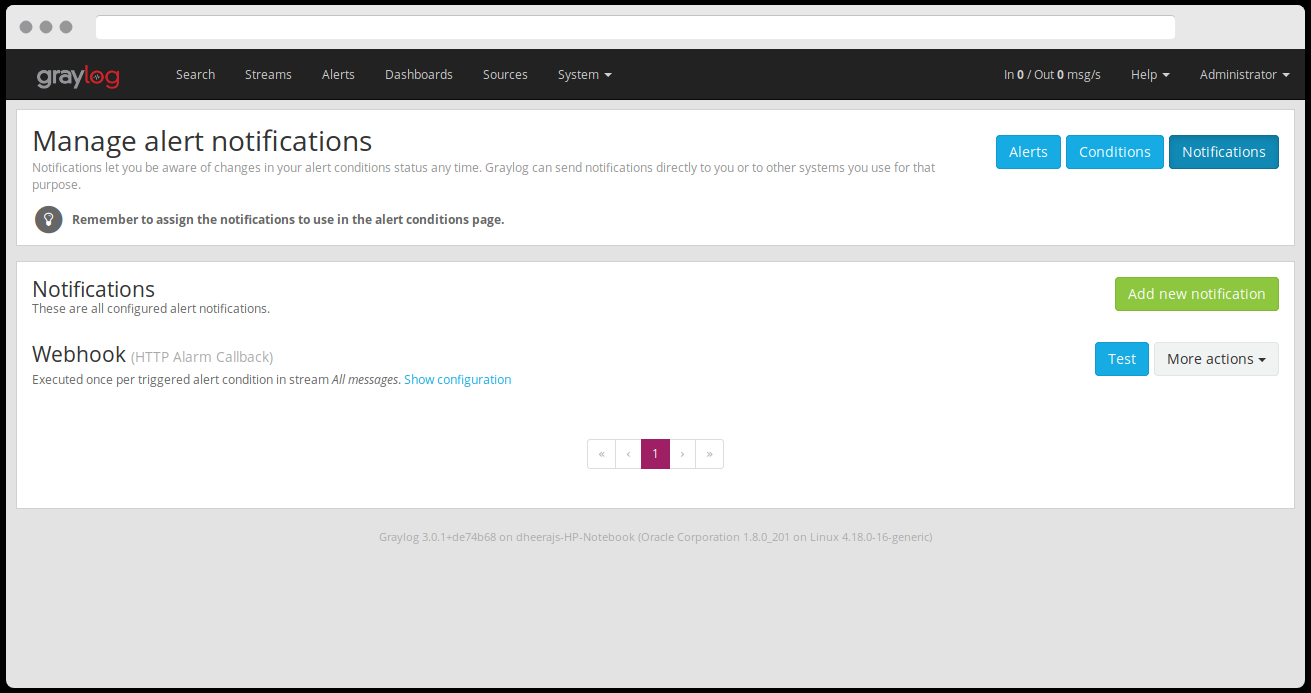 graylog Search Streams Alerts Dashboards Sources System In 0 / Out 0 msg/s Help Administrator
Manage alert notifications
Notifications let you be aware of changes in your alert conditions status any time. Graylog can send notifications directly to you or to other systems you use for that
purpose.
Alerts Conditions Notifications
Remember to assign the notifications to use in the alert conditions page.
Notifications
These are all configured alert notifications.
Add new notification
Webhook (HTTP Alarm Callback)
Executed once per triggered alert condition in stream All messages. Show configuration
Test More actions
« ‹ 1 › »
Graylog 3.0.1+de74b68 on dheerajs-HP-Notebook (Oracle Corporation 1.8.0_201 on Linux 4.18.0-16-generic)